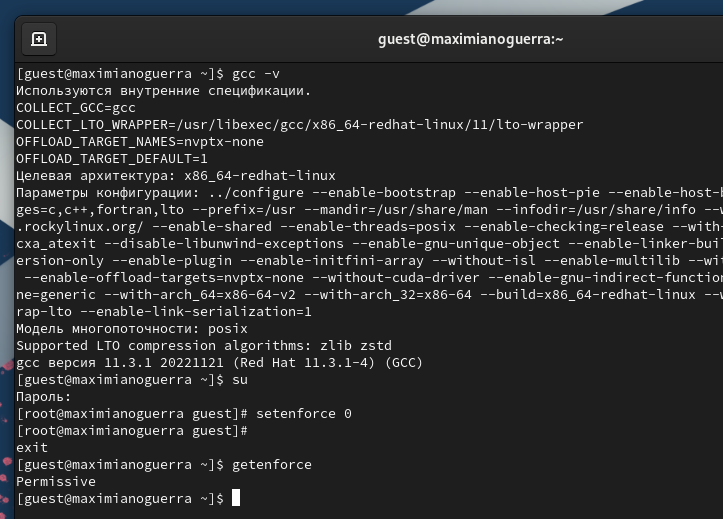 guest@maximianoguerra:~
[guest@maximianoguerra ~]$ gcc -v
Используются внутренние спецификации.
COLLECT_GCC=gcc
COLLECT_LTO_WRAPPER=/usr/libexec/gcc/x86_64-redhat-linux/11/lto-wrapper
OFFLOAD_TARGET_NAMES=nvptx-none
OFFLOAD_TARGET_DEFAULT=1
Целевая архитектура: x86_64-redhat-linux
Параметры конфигурации: ../configure --enable-bootstrap --enable-host-pie --enable-host-b
ges=c,c++,fortran,lto --prefix=/usr --mandir=/usr/share/man --infodir=/usr/share/info --w
.rockylinux.org/ --enable-shared --enable-threads=posix --enable-checking=release --with-
cxa_atexit --disable-libunwind-exceptions --enable-gnu-unique-object --enable-linker-buil
ersion-only --enable-plugin --enable-initfini-array --without-isl --enable-multilib --wit
--enable-offload-targets=nvptx-none --without-cuda-driver --enable-gnu-indirect-function
ne=generic --with-arch_64=x86-64-v2 --with-arch_32=x86-64 --build=x86_64-redhat-linux --w
rap-lto --enable-link-serialization=1
Модель многопоточности: posix
Supported LTO compression algorithms: zlib zstd
gcc версия 11.3.1 20221121 (Red Hat 11.3.1-4) (GCC)
[guest@maximianoguerra ~]$ su
Пароль:
[root@maximianoguerra guest]# setenforce 0
[root@maximianoguerra guest]#
exit
[guest@maximianoguerra ~]$ getenforce
Permissive
[guest@maximianoguerra ~]$